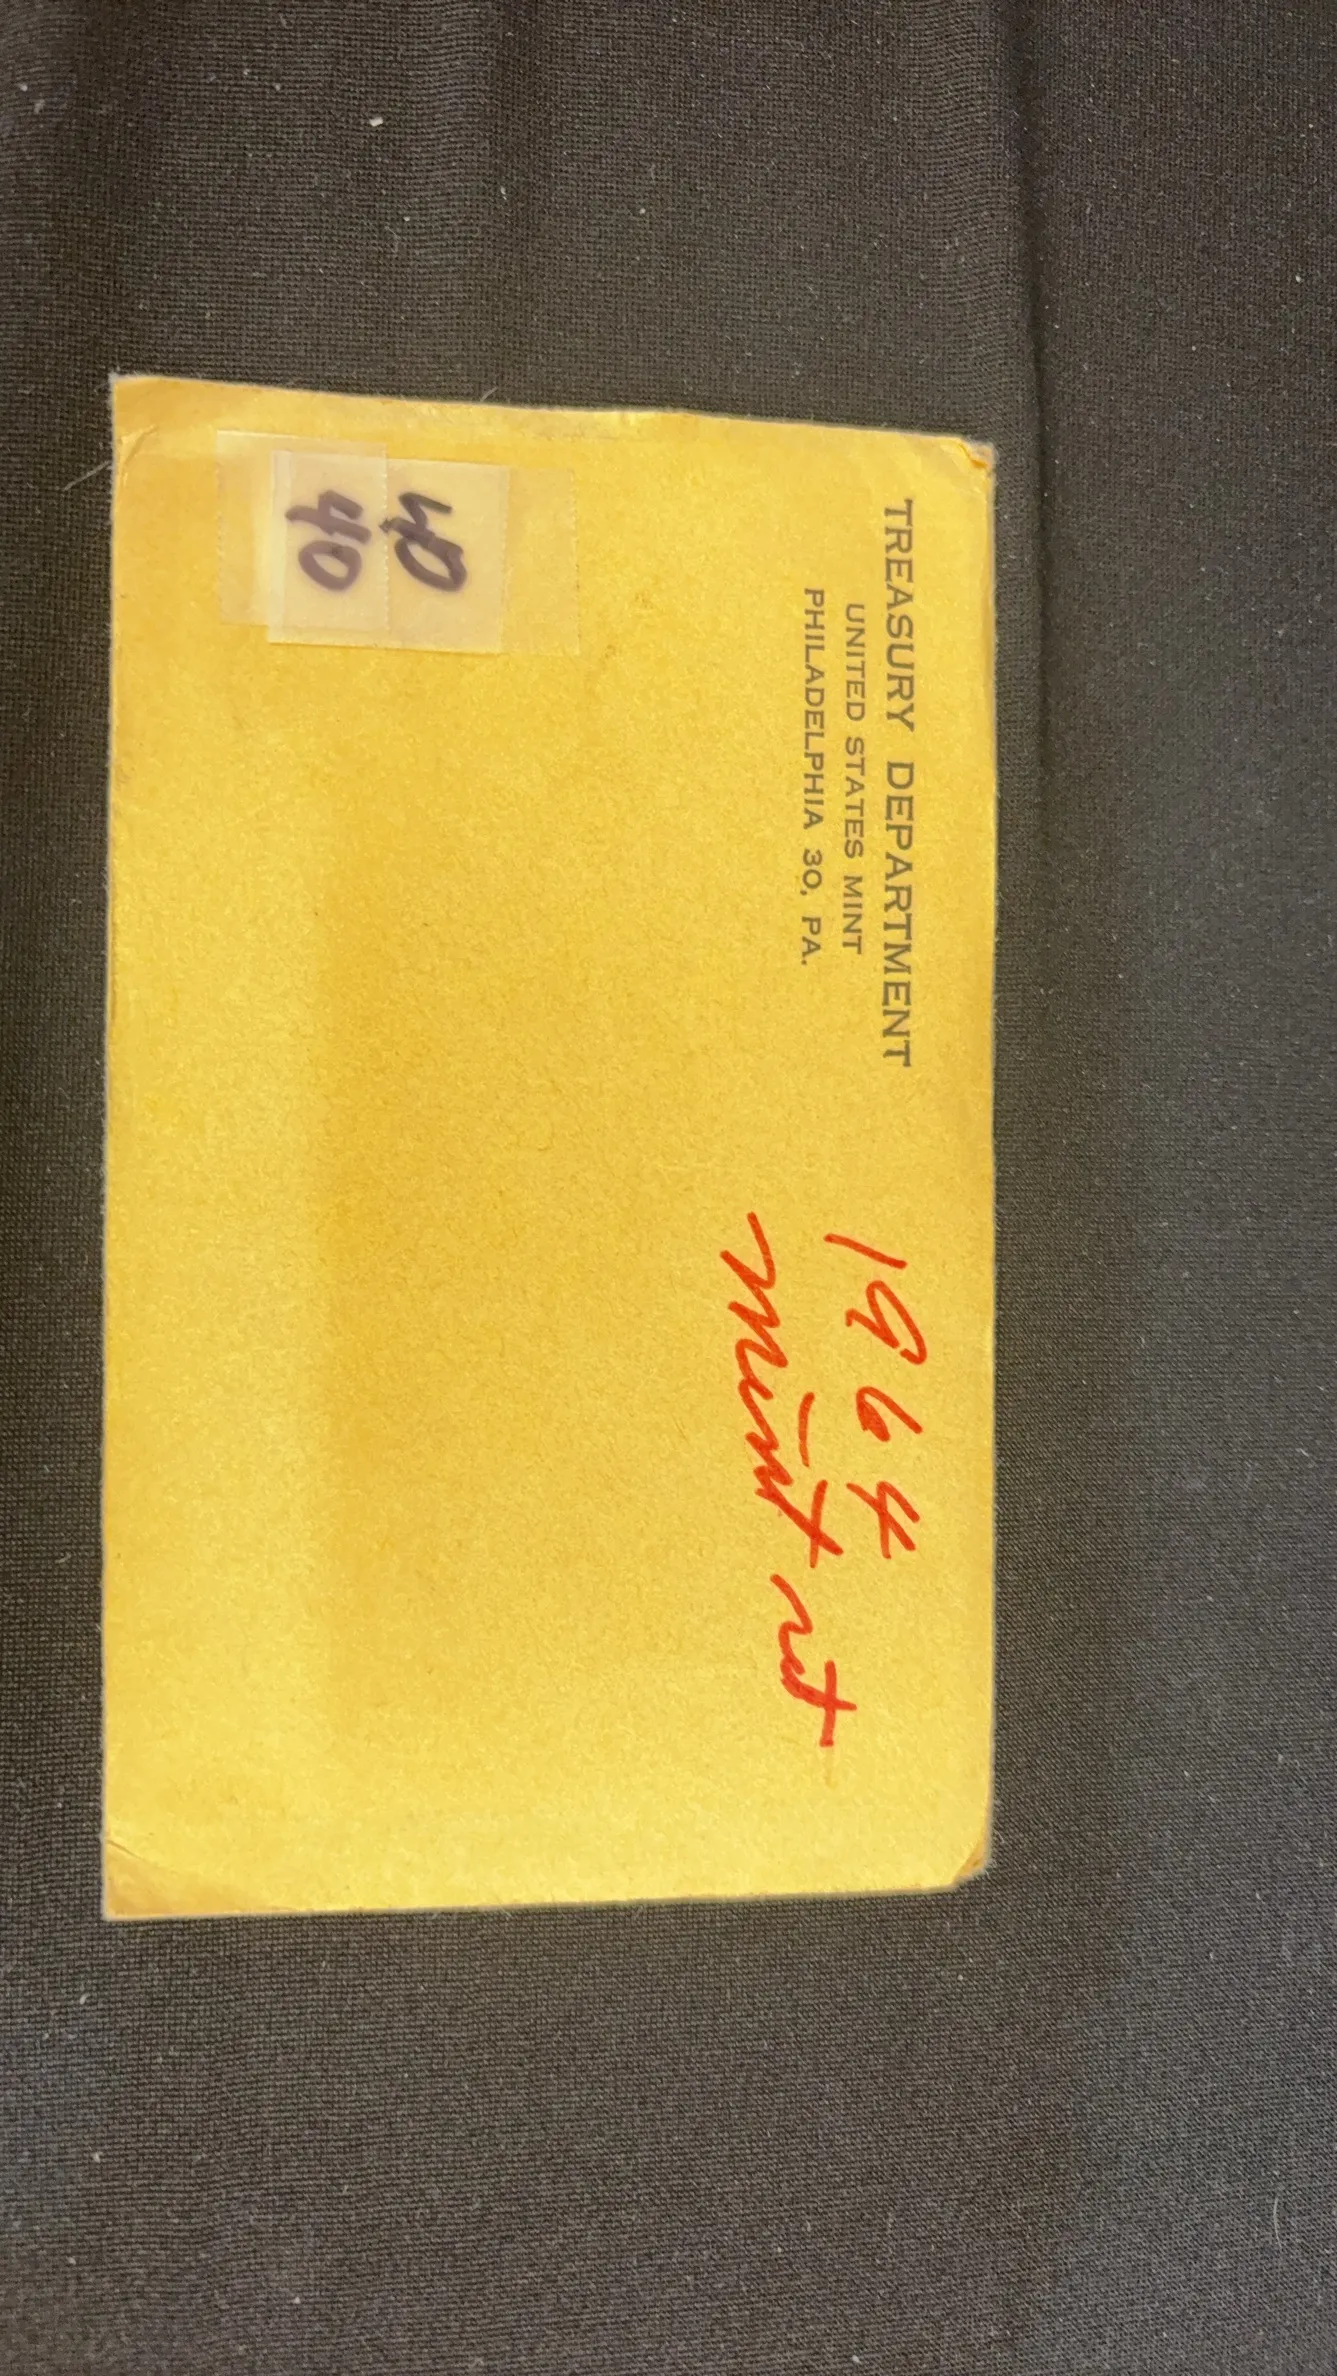 TREASURY DEPARTMENT
UNITED STATES MINT
PHILADELPHIA 30, PA.
1964
Mint set
40
40